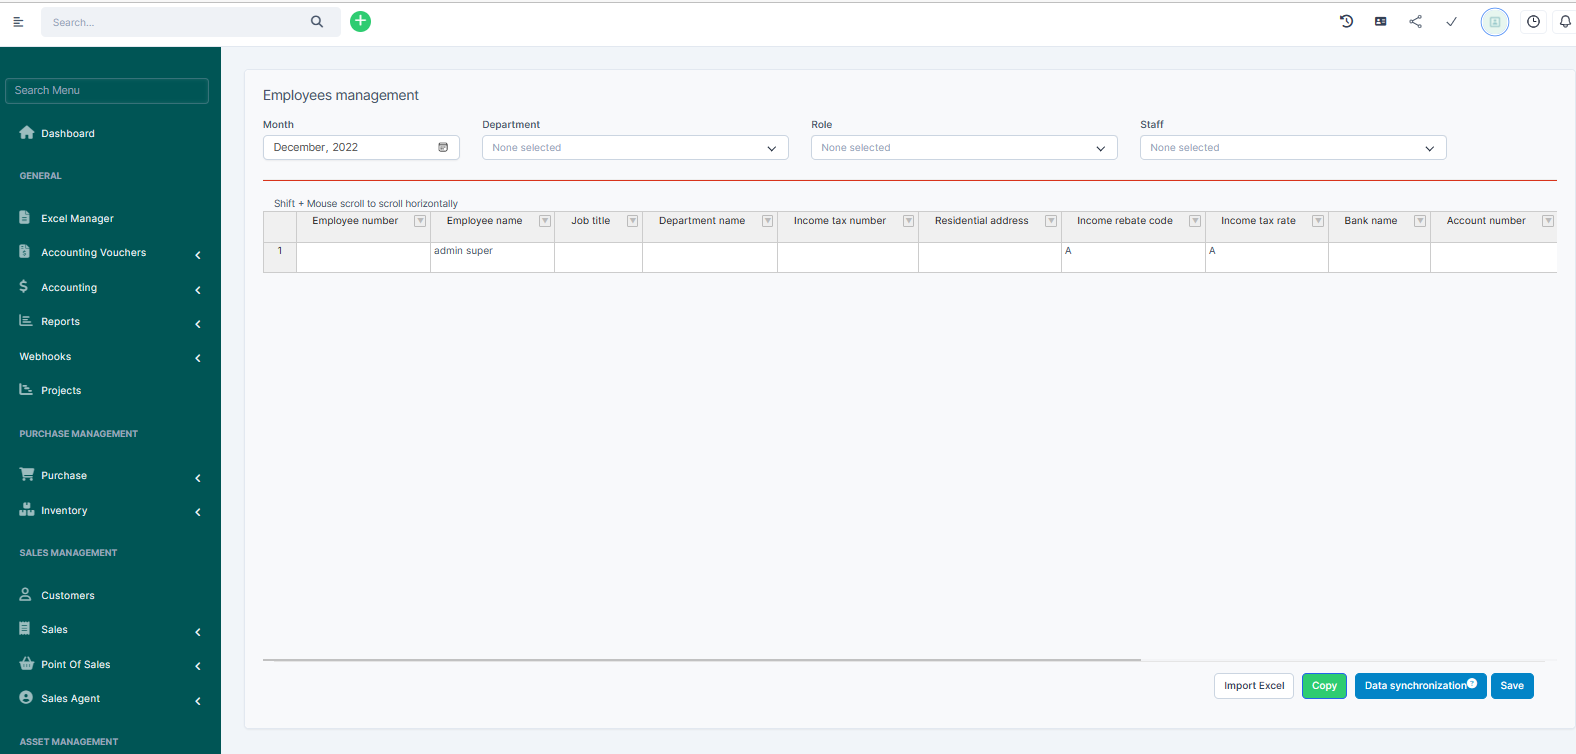 Search...
Search Menu
Dashboard
GENERAL
Excel Manager
Accounting Vouchers
Accounting
Reports
Webhooks
Projects
PURCHASE MANAGEMENT
Purchase
Inventory
SALES MANAGEMENT
Customers
Sales
Point Of Sales
Sales Agent
ASSET MANAGEMENT
Employees management
Month Department Role Staff
December, 2022 None selected None selected None selected
Shift + Mouse scroll to scroll horizontally
Employee number Employee name Job title Department name Income tax number Residential address Income rebate code Income tax rate Bank name Account number
1 admin super A A
Import Excel Copy Data synchronization ? Save